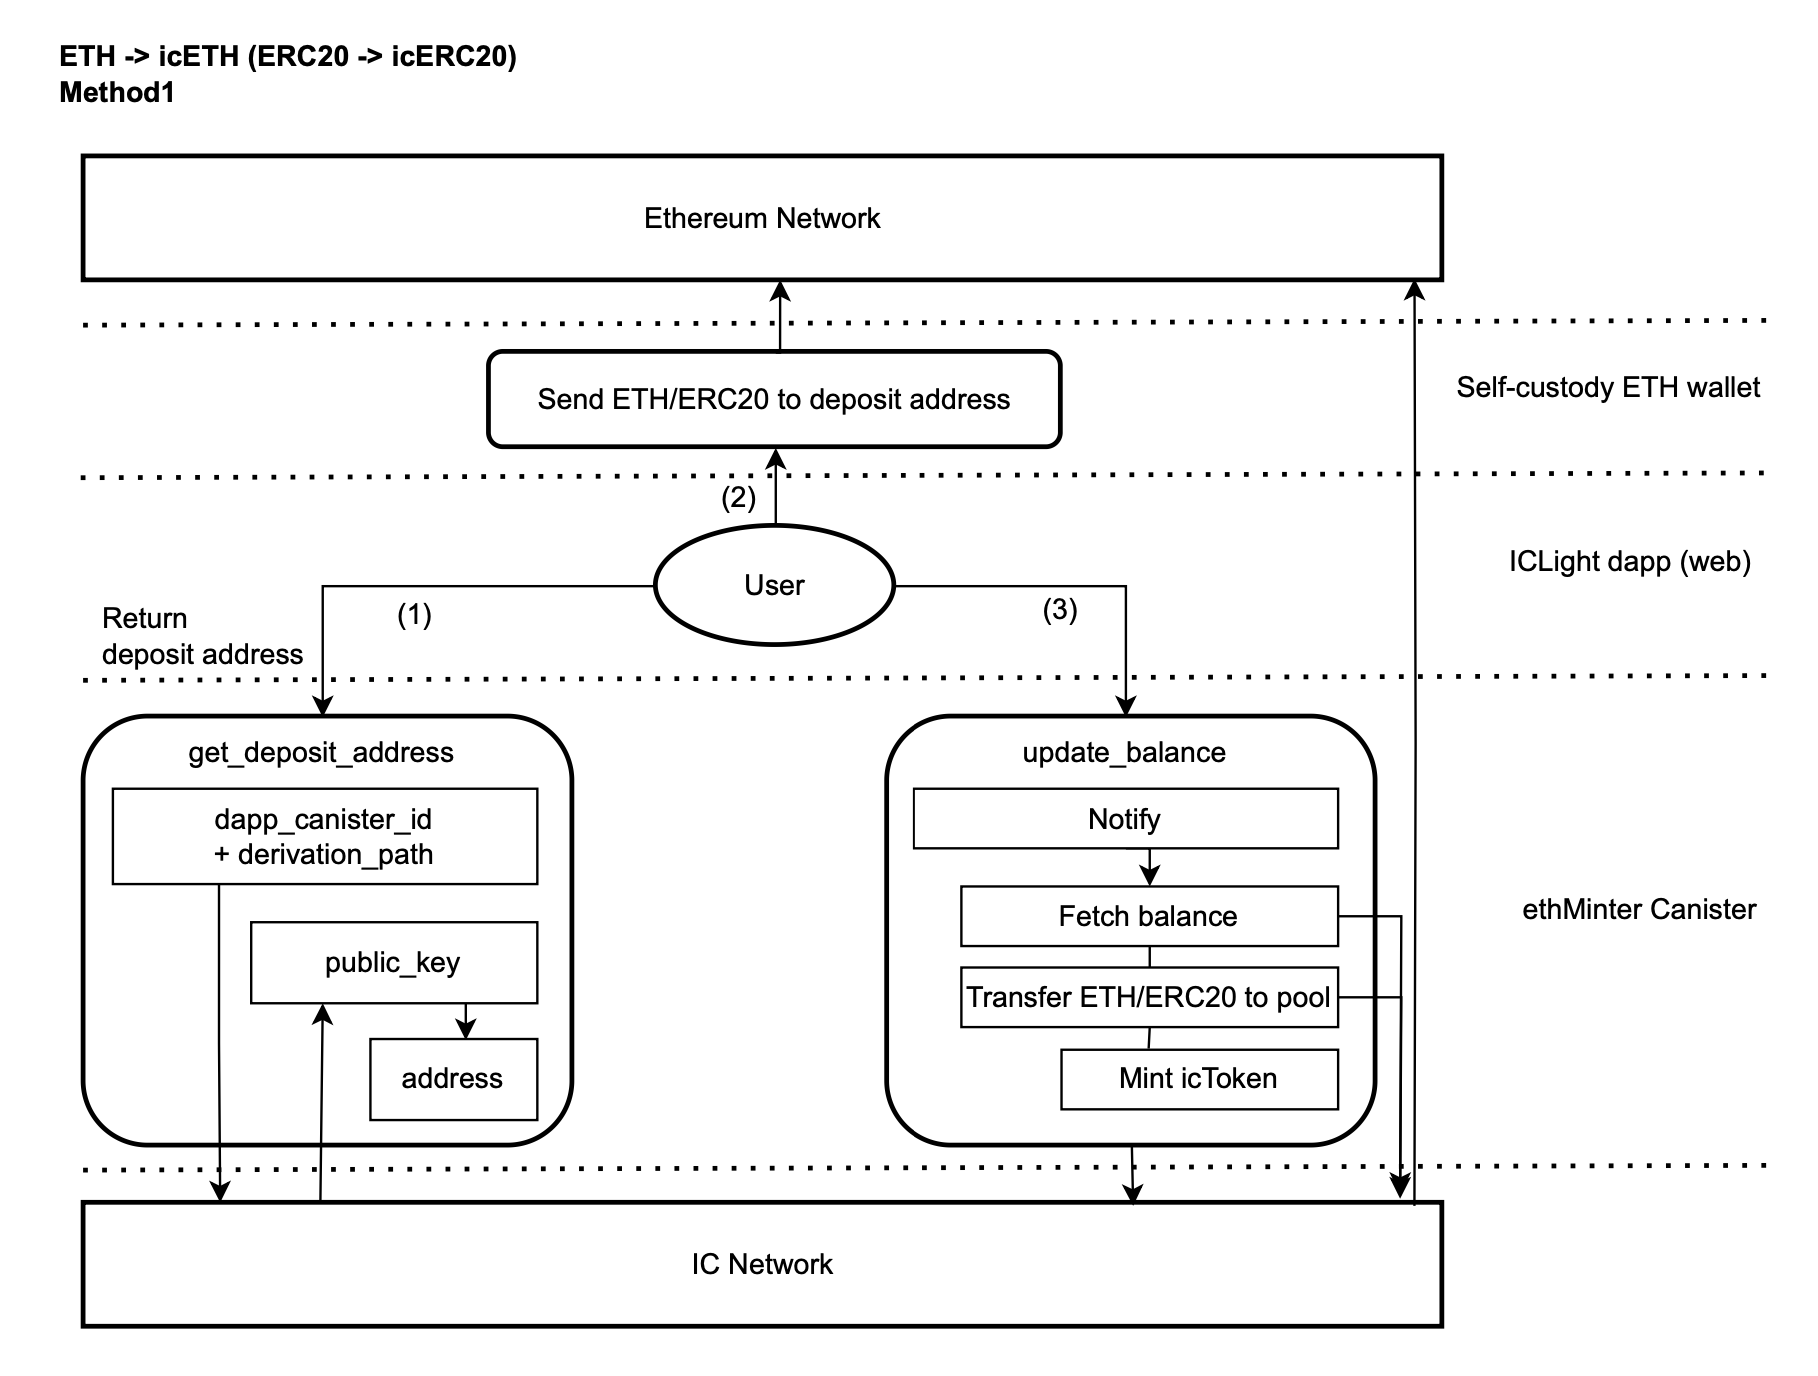 ETH -> icETH (ERC20 -> icERC20)
Method1
Ethereum Network
Send ETH/ERC20 to deposit address
Self-custody ETH wallet
(2)
User
ICLight dapp (web)
(1)
(3)
Return
deposit address
get_deposit_address
dapp_canister_id
+ derivation_path
public_key
address
update_balance
Notify
Fetch balance
Transfer ETH/ERC20 to pool
Mint icToken
ethMinter Canister
IC Network